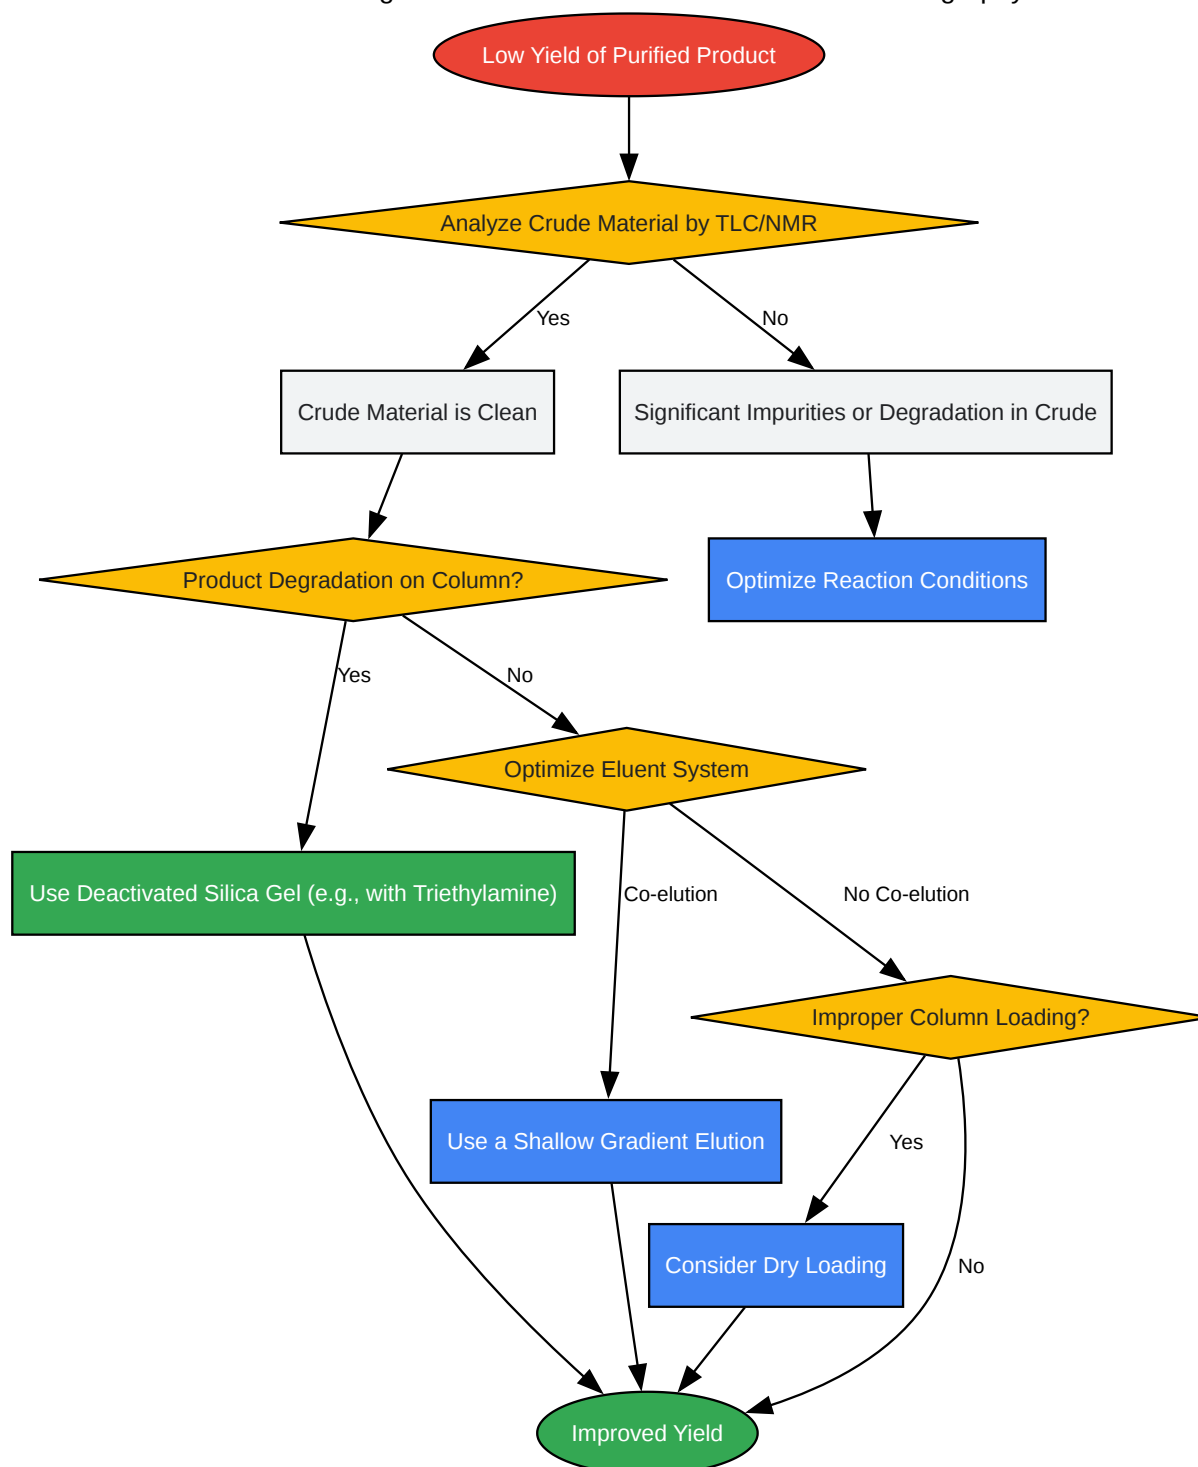 Low Yield of Purified Product
Analyze Crude Material by TLC/NMR
Yes
No
Crude Material is Clean
Significant Impurities or Degradation in Crude
Product Degradation on Column?
Optimize Reaction Conditions
Yes
No
Optimize Eluent System
Use Deactivated Silica Gel (e.g., with Triethylamine)
Co-elution
No Co-elution
Improper Column Loading?
Use a Shallow Gradient Elution
Yes
Consider Dry Loading
No
Improved Yield